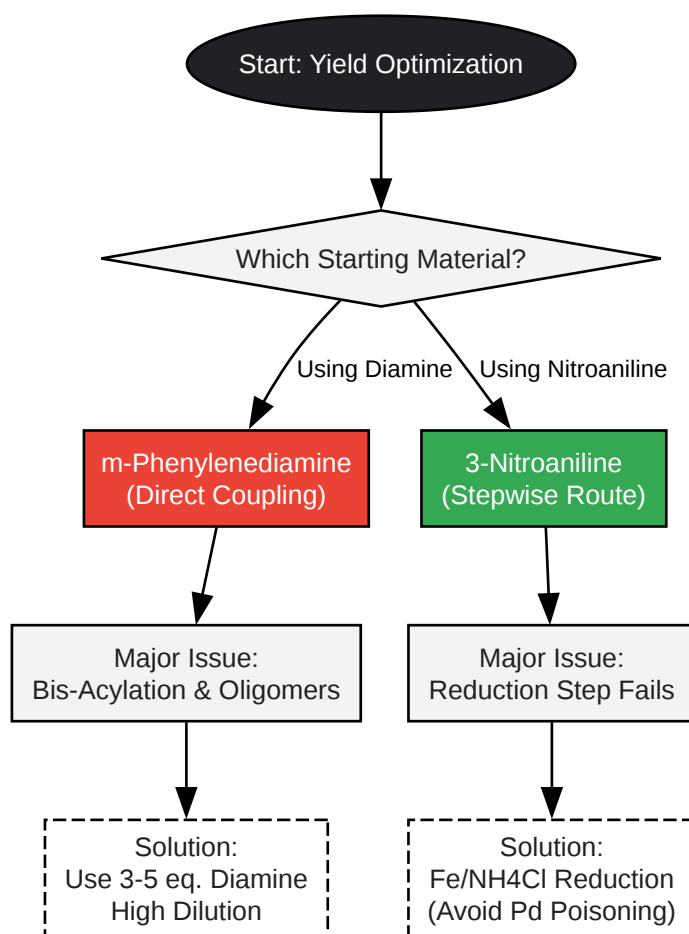 Start: Yield Optimization
Which Starting Material?
Using Diamine
Using Nitroaniline
m-Phenylenediamine
(Direct Coupling)
3-Nitroaniline
(Stepwise Route)
Major Issue:
Bis-Acylation & Oligomers
Major Issue:
Reduction Step Fails
Solution:
Use 3-5 eq. Diamine
High Dilution
Solution:
Fe/NH4Cl Reduction
(Avoid Pd Poisoning)